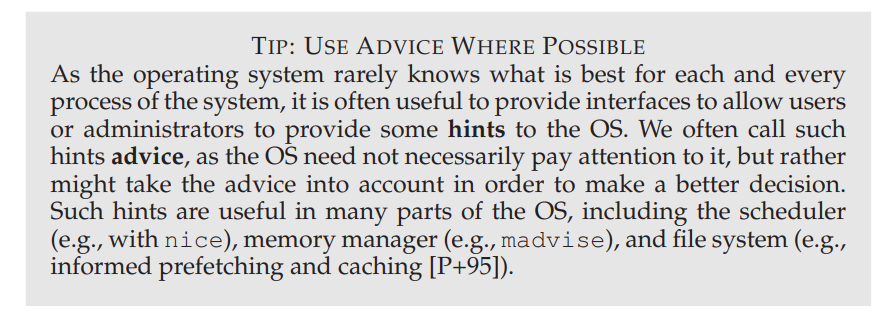 TIP: USE ADVICE WHERE POSSIBLE
As the operating system rarely knows what is best for each and every
process of the system, it is often useful to provide interfaces to allow users
or administrators to provide some hints to the OS. We often call such
hints advice, as the OS need not necessarily pay attention to it, but rather
might take the advice into account in order to make a better decision.
Such hints are useful in many parts of the OS, including the scheduler
(e.g., with nice), memory manager (e.g., madvise), and file system (e.g.,
informed prefetching and caching [P+95]).